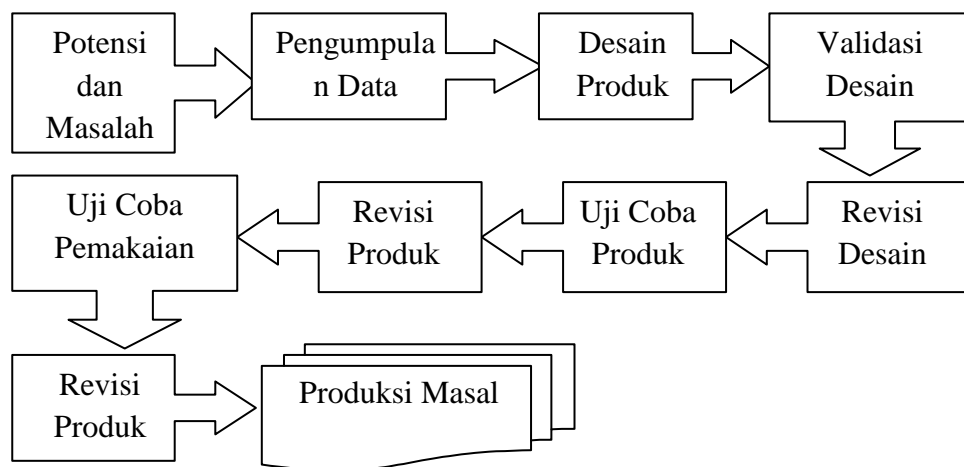 Potensi
dan
Masalah
Pengumpula
n Data
Desain
Produk
Validasi
Desain
Revisi
Desain
Uji Coba
Produk
Revisi
Produk
Uji Coba
Pemakaian
Revisi
Produk
Produksi Masal